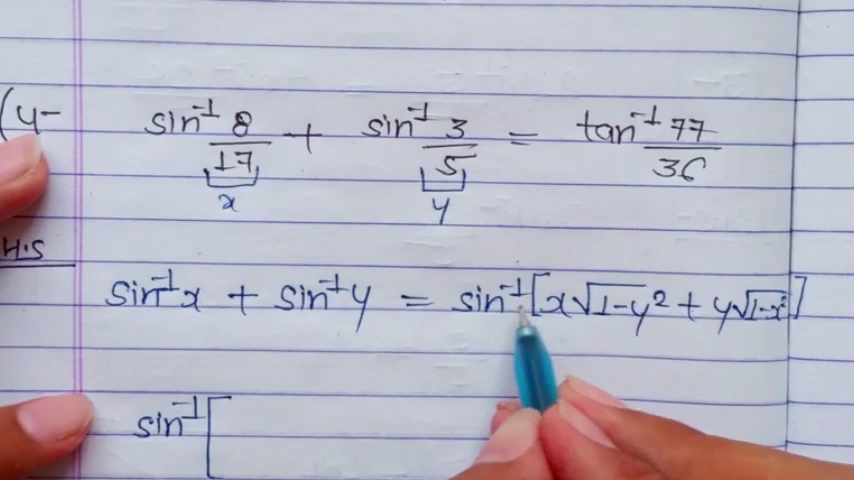 (y- sin⁻¹ 8/17 + sin⁻¹ 3/5 = tan⁻¹ 77/36
x y
H.S
sin⁻¹x + sin⁻¹y = sin⁻¹[x√1-y² + y√1-x²]
sin⁻¹[